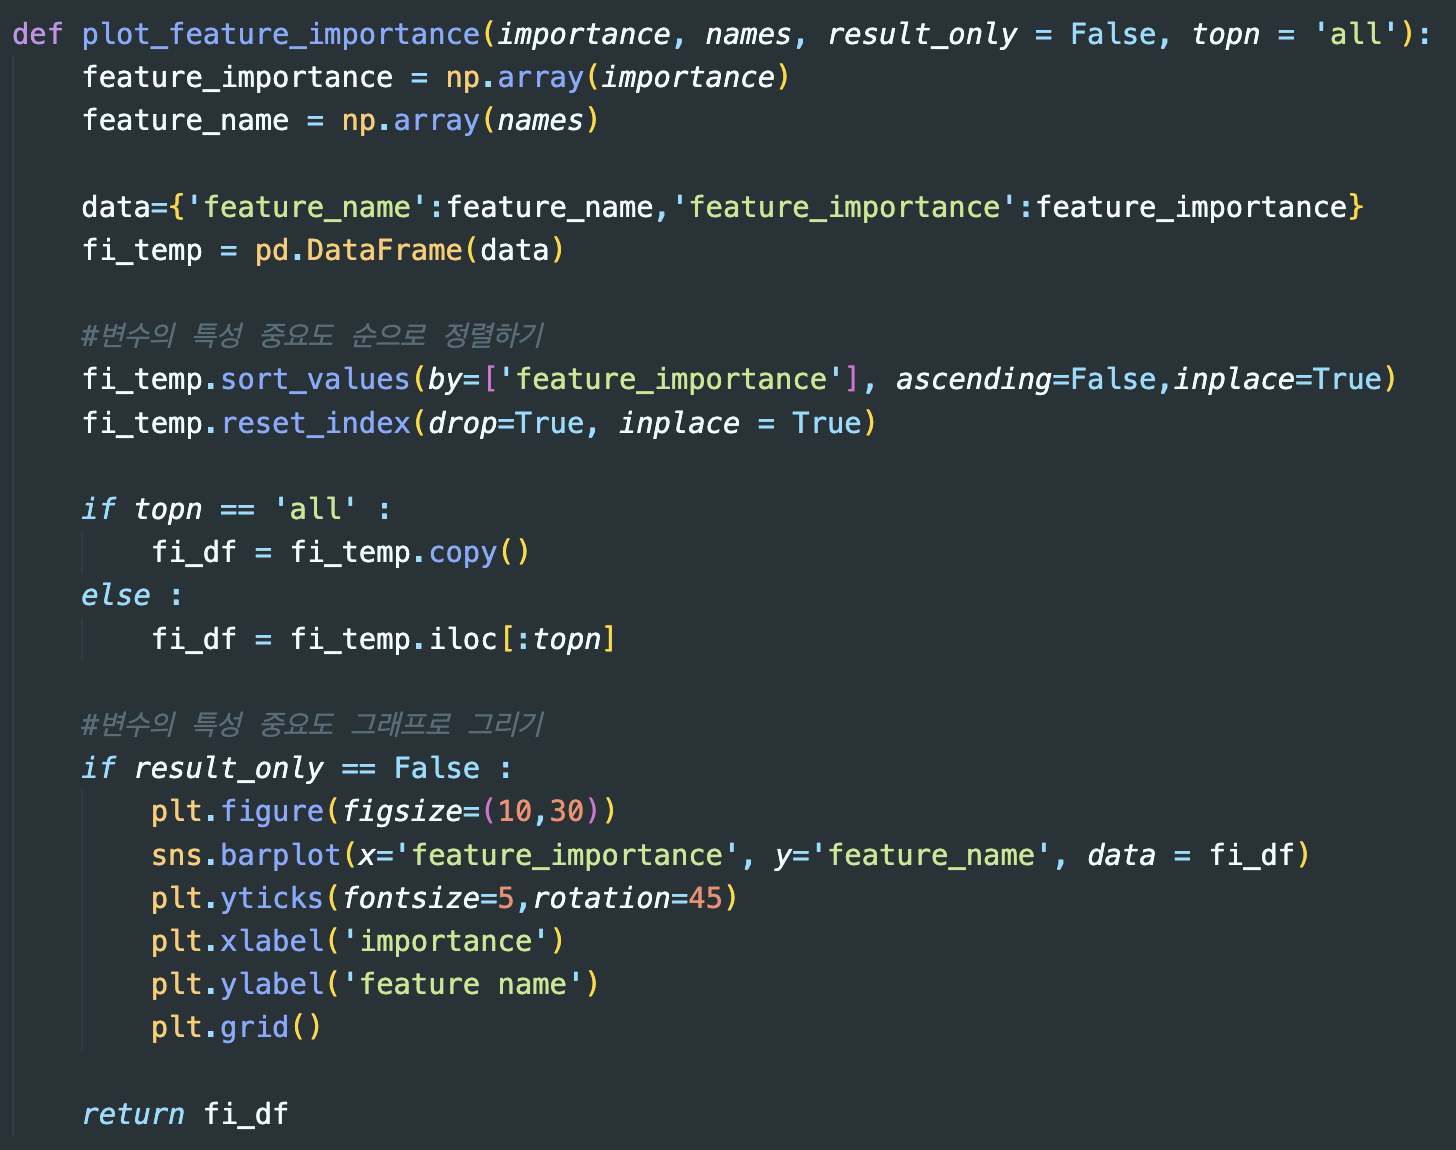 def plot_feature_importance(importance, names, result_only = False, topn = 'all'):
    feature_importance = np.array(importance)
    feature_name = np.array(names)

    data={'feature_name':feature_name,'feature_importance':feature_importance}
    fi_temp = pd.DataFrame(data)

    #변수의 특성 중요도 순으로 정렬하기
    fi_temp.sort_values(by=['feature_importance'], ascending=False,inplace=True)
    fi_temp.reset_index(drop=True, inplace = True)

    if topn == 'all' :
        fi_df = fi_temp.copy()
    else :
        fi_df = fi_temp.iloc[:topn]

    #변수의 특성 중요도 그래프로 그리기
    if result_only == False :
        plt.figure(figsize=(10,30))
        sns.barplot(x='feature_importance', y='feature_name', data = fi_df)
        plt.yticks(fontsize=5,rotation=45)
        plt.xlabel('importance')
        plt.ylabel('feature name')
        plt.grid()

    return fi_df